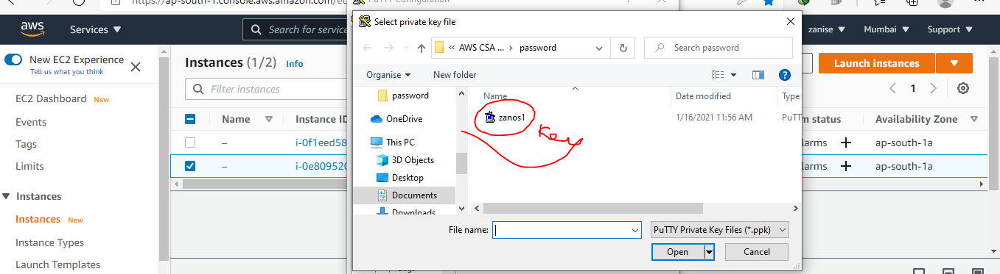 https://ap-south-1.console.aws.amazon.com/ec
PuTTY Configuration
aws
Services
Search for service
Select private key file
zanise
Mumbai
Support
New EC2 Experience
Tell us what you think
EC2 Dashboard New
Events
Tags
Limits
Instances
Instances New
Instance Types
Launch Templates
Instances (1/2) Info
Filter instances
Name
Instance ID
– i-0f1eed58
– i-0e809520
« AWS CSA ... › password
Search password
Organise
New folder
password
OneDrive
This PC
3D Objects
Desktop
Documents
Downloads
Name
Date modified
Type
zanos1
1/16/2021 11:56 AM
PuTT
Key
File name:
PuTTY Private Key Files (*.ppk)
Open
Cancel
Launch instances
1
m status
Availability Zone
larms + ap-south-1a
larms + ap-south-1a